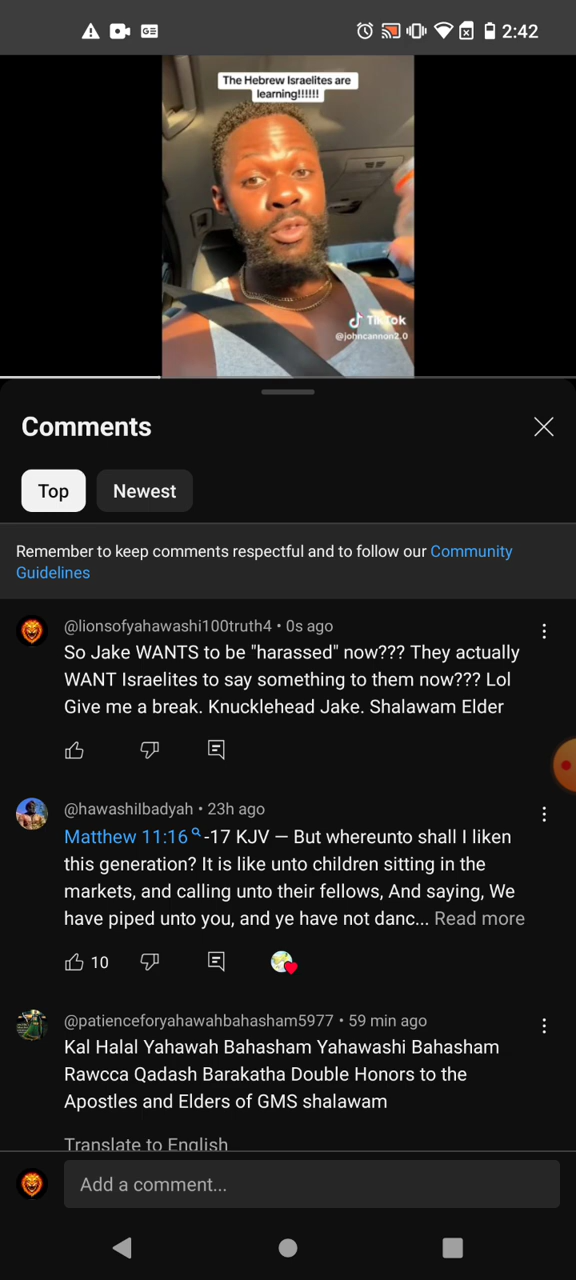 2:42
The Hebrew Israelites are
learning!!!!!!
TikTok
@johncannon2.0
Comments
Top
Newest
Remember to keep comments respectful and to follow our Community
Guidelines
@lionsofyahawashi100truth4 • 0s ago
So Jake WANTS to be "harassed" now??? They actually
WANT Israelites to say something to them now??? Lol
Give me a break. Knucklehead Jake. Shalawam Elder
@hawashilbadyah • 23h ago
Matthew 11:16 -17 KJV — But whereunto shall I liken
this generation? It is like unto children sitting in the
markets, and calling unto their fellows, And saying, We
have piped unto you, and ye have not danc... Read more
10
@patienceforyahawahbahasham5977 • 59 min ago
Kal Halal Yahawah Bahasham Yahawashi Bahasham
Rawcca Qadash Barakatha Double Honors to the
Apostles and Elders of GMS shalawam
Translate to English
Add a comment...